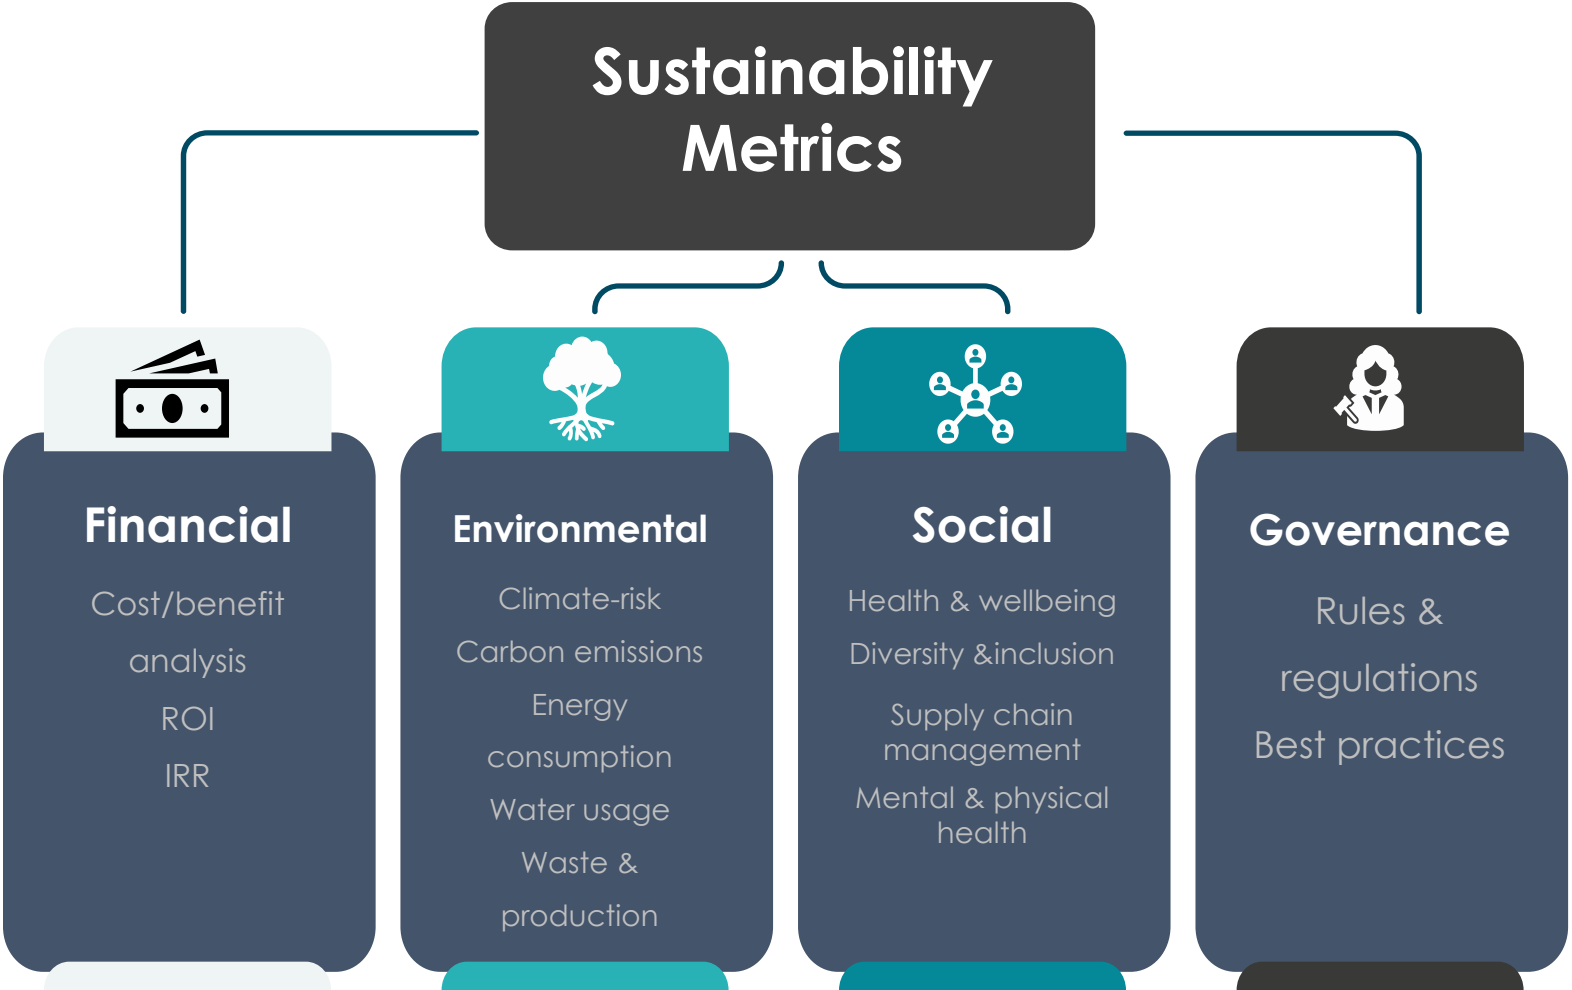 Sustainability
Metrics
Financial
Cost/benefit
analysis
ROI
IRR
Environmental
Climate-risk
Carbon emissions
Energy
consumption
Water usage
Waste &
production
Social
Health & wellbeing
Diversity &inclusion
Supply chain
management
Mental & physical
health
Governance
Rules &
regulations
Best practices